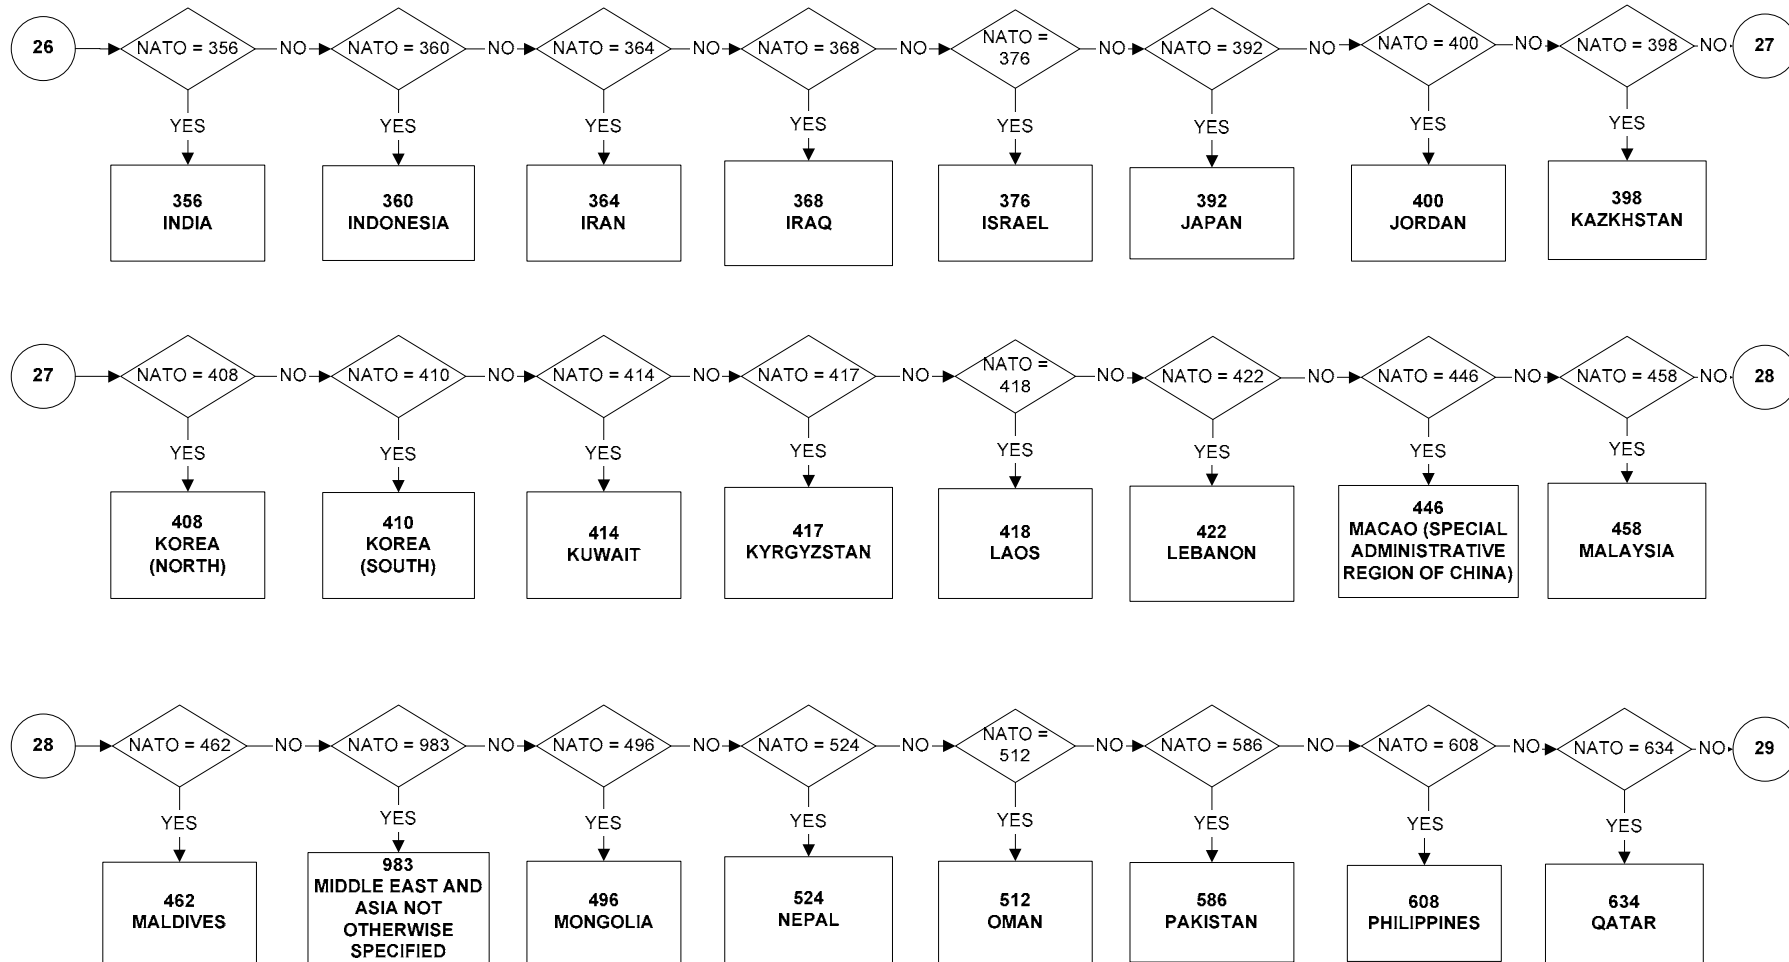 26
NATO = 356
NO
NATO = 360
NO
NATO = 364
NO
NATO = 368
NO
NATO =
376
NO
NATO = 392
NO
NATO = 400
NO
NATO = 398
NO
27
YES
YES
YES
YES
YES
YES
YES
YES
356
INDIA
360
INDONESIA
364
IRAN
368
IRAQ
376
ISRAEL
392
JAPAN
400
JORDAN
398
KAZKHSTAN
27
NATO = 408
NO
NATO = 410
NO
NATO = 414
NO
NATO = 417
NO
NATO =
418
NO
NATO = 422
NO
NATO = 446
NO
NATO = 458
NO
28
YES
YES
YES
YES
YES
YES
YES
YES
408
KOREA
(NORTH)
410
KOREA
(SOUTH)
414
KUWAIT
417
KYRGYZSTAN
418
LAOS
422
LEBANON
446
MACAO (SPECIAL
ADMINISTRATIVE
REGION OF CHINA)
458
MALAYSIA
28
NATO = 462
NO
NATO = 983
NO
NATO = 496
NO
NATO = 524
NO
NATO =
512
NO
NATO = 586
NO
NATO = 608
NO
NATO = 634
NO
29
YES
YES
YES
YES
YES
YES
YES
YES
462
MALDIVES
983
MIDDLE EAST AND
ASIA NOT
OTHERWISE
SPECIFIED
496
MONGOLIA
524
NEPAL
512
OMAN
586
PAKISTAN
608
PHILIPPINES
634
QATAR